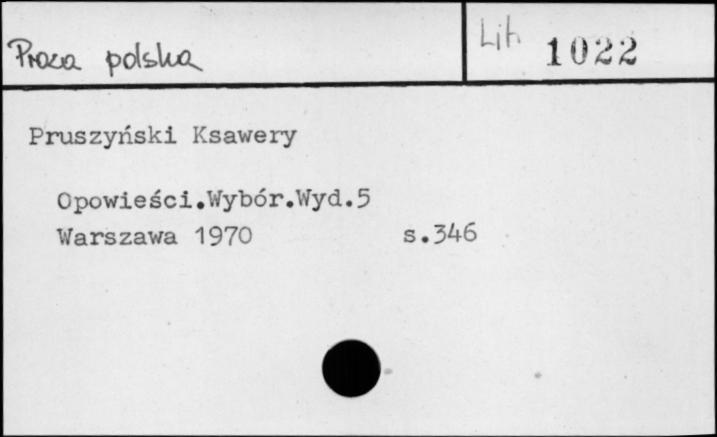 Proza polska
Lit. 1022
Pruszyński Ksawery
Opowieści.Wybór.Wyd.5
Warszawa 1970 s.346